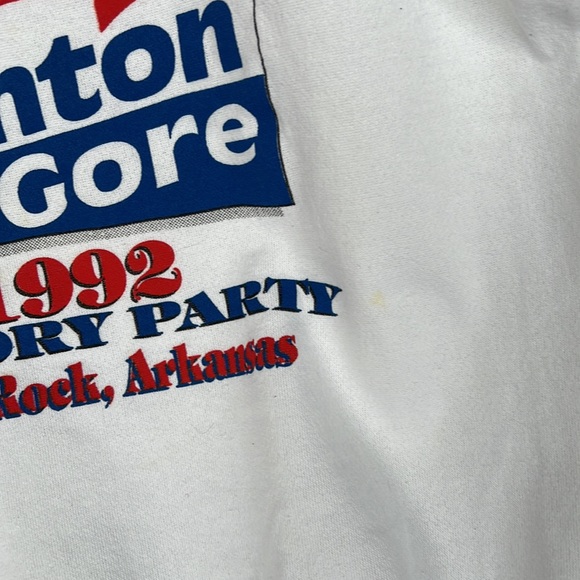 nton
Gore
1992
ORY PARTY
Rock, Arkansas